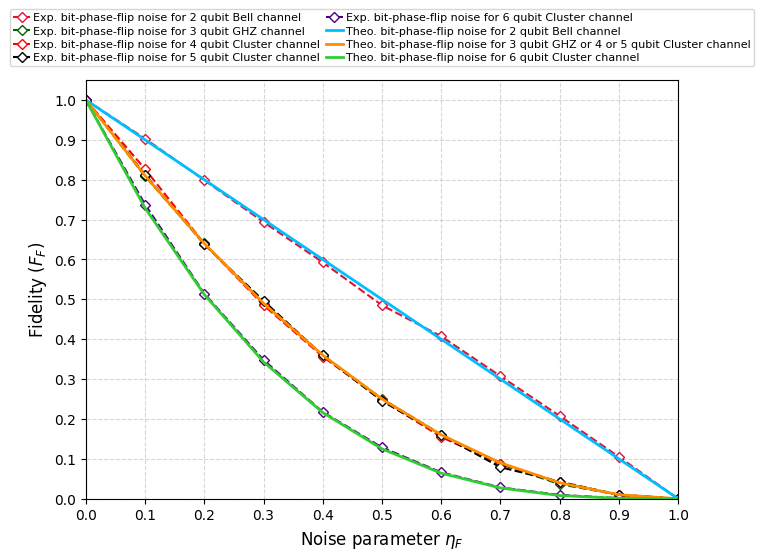 Exp. bit-phase-flip noise for 2 qubit Bell channel
Exp. bit-phase-flip noise for 3 qubit GHZ channel
Exp. bit-phase-flip noise for 4 qubit Cluster channel
Exp. bit-phase-flip noise for 5 qubit Cluster channel
Exp. bit-phase-flip noise for 6 qubit Cluster channel
Theo. bit-phase-flip noise for 2 qubit Bell channel
Theo. bit-phase-flip noise for 3 qubit GHZ or 4 or 5 qubit Cluster channel
Theo. bit-phase-flip noise for 6 qubit Cluster channel
Fidelity (F_F)
1.0
0.9
0.8
0.7
0.6
0.5
0.4
0.3
0.2
0.1
0.0
0.0 0.1 0.2 0.3 0.4 0.5 0.6 0.7 0.8 0.9 1.0
Noise parameter η_F